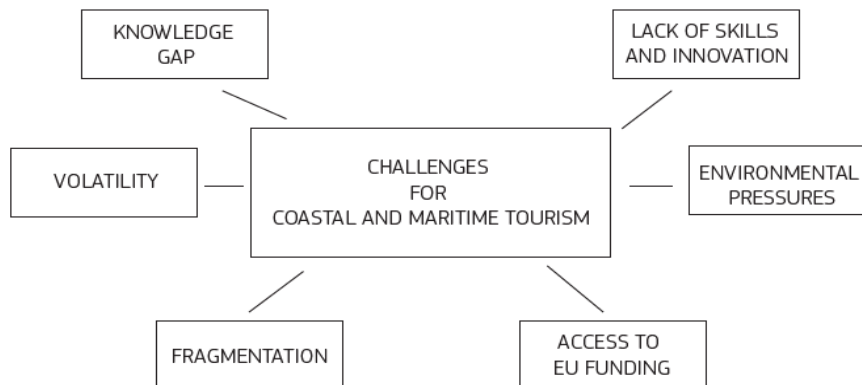 KNOWLEDGE
GAP
LACK OF SKILLS
AND INNOVATION
VOLATILITY
CHALLENGES
FOR
COASTAL AND MARITIME TOURISM
ENVIRONMENTAL
PRESSURES
FRAGMENTATION
ACCESS TO
EU FUNDING